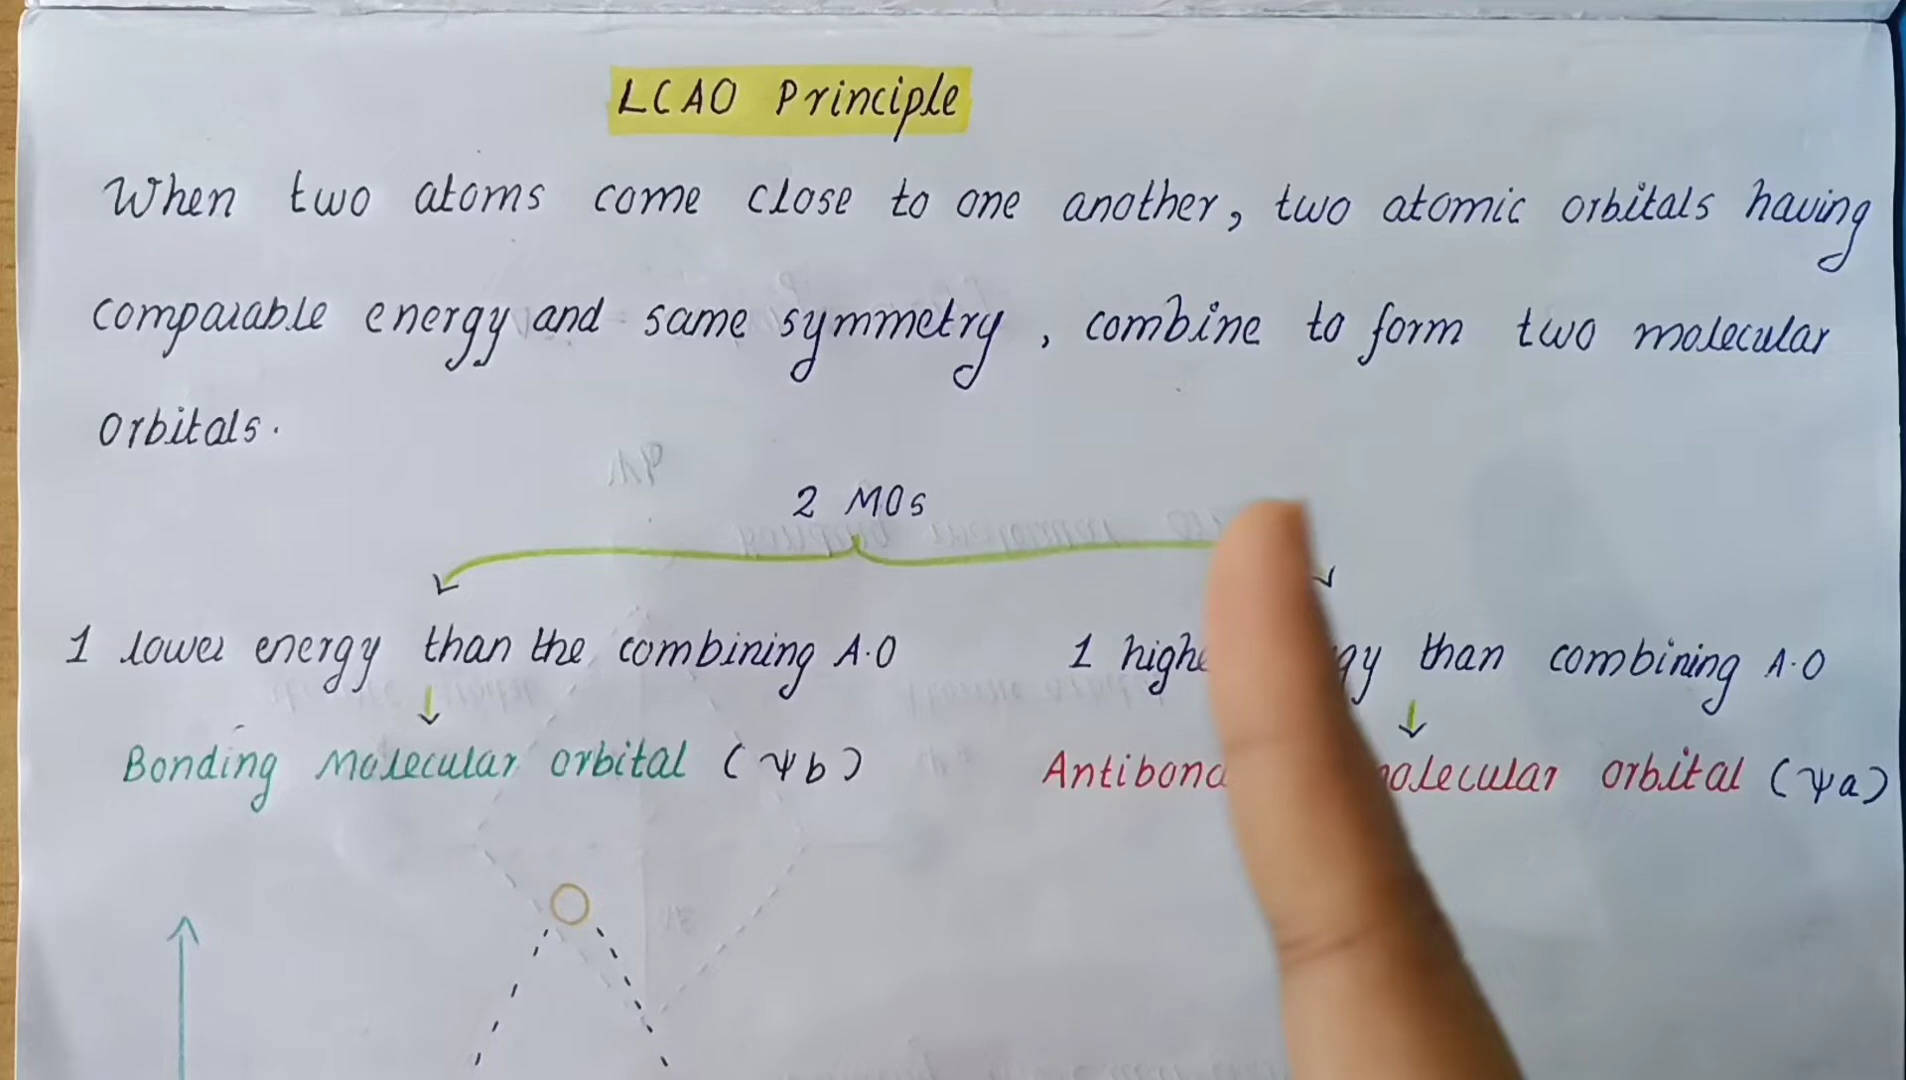 LCAO Principle
When two atoms come close to one another, two atomic orbitals having
comparable energy and same symmetry, combine to form two molecular
orbitals.
2 MOs
1 lower energy than the combining A.O 1 than combining A.O
Bonding Molecular orbital (ψb) orbital (ψa)